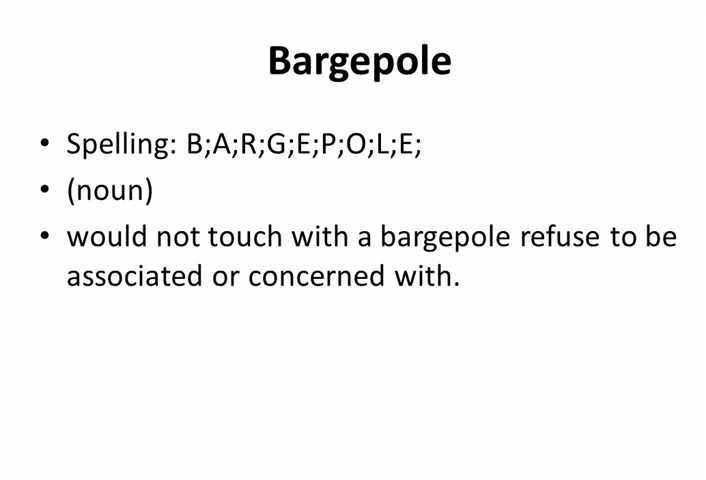 Bargepole
• Spelling: B;A;R;G;E;P;O;L;E;
• (noun)
• would not touch with a bargepole refuse to be
associated or concerned with.